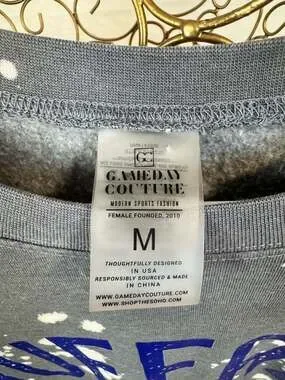 GC
GAMEDAY
COUTURE
MODERN SPORTS FASHION
FEMALE FOUNDED, 2010
M
THOUGHTFULLY DESIGNED
IN USA
RESPONSIBLY SOURCED & MADE
IN CHINA
WWW.GAMEDAYCOUTURE.COM
WWW.SHOPTHESOHO.COM